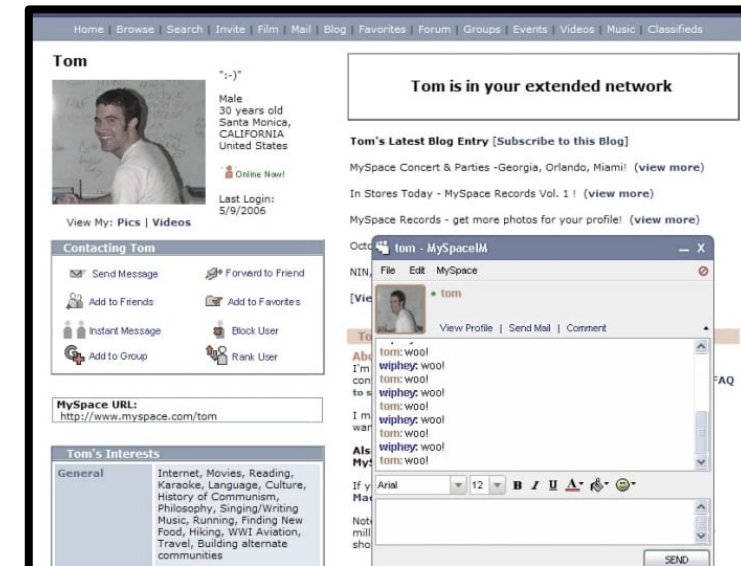 Home | Browse | Search | Invite | Film | Mail | Blog | Favorites | Forum | Groups | Events | Videos | Music | Classifieds
Tom
":-)"
Male
30 years old
Santa Monica,
CALIFORNIA
United States
Online Now!
Last Login:
5/9/2006
View My: Pics | Videos
Contacting Tom
Send Message
Forward to Friend
Add to Friends
Add to Favorites
Instant Message
Block User
Add to Group
Rank User
MySpace URL:
http://www.myspace.com/tom
Tom's Interests
General
Internet, Movies, Reading,
Karaoke, Language, Culture,
History of Communism,
Philosophy, Singing/Writing
Music, Running, Finding New
Food, Hiking, WWI Aviation,
Travel, Building alternate
communities
Tom is in your extended network
Tom's Latest Blog Entry [Subscribe to this Blog]
MySpace Concert & Parties -Georgia, Orlando, Miami! (view more)
In Stores Today - MySpace Records Vol. 1 ! (view more)
MySpace Records - get more photos for your profile! (view more)
NIN,
I'm
FAQ
to s
I m
If y
tom - MySpaceIM
File Edit MySpace
tom
View Profile | Send Mail | Comment
tom: woo!
wiphey: woo!
tom: woo!
wiphey: woo!
tom: woo!
wiphey: woo!
tom: woo!
wiphey: woo!
tom: woo!
Arial 12 B I U A
SEND